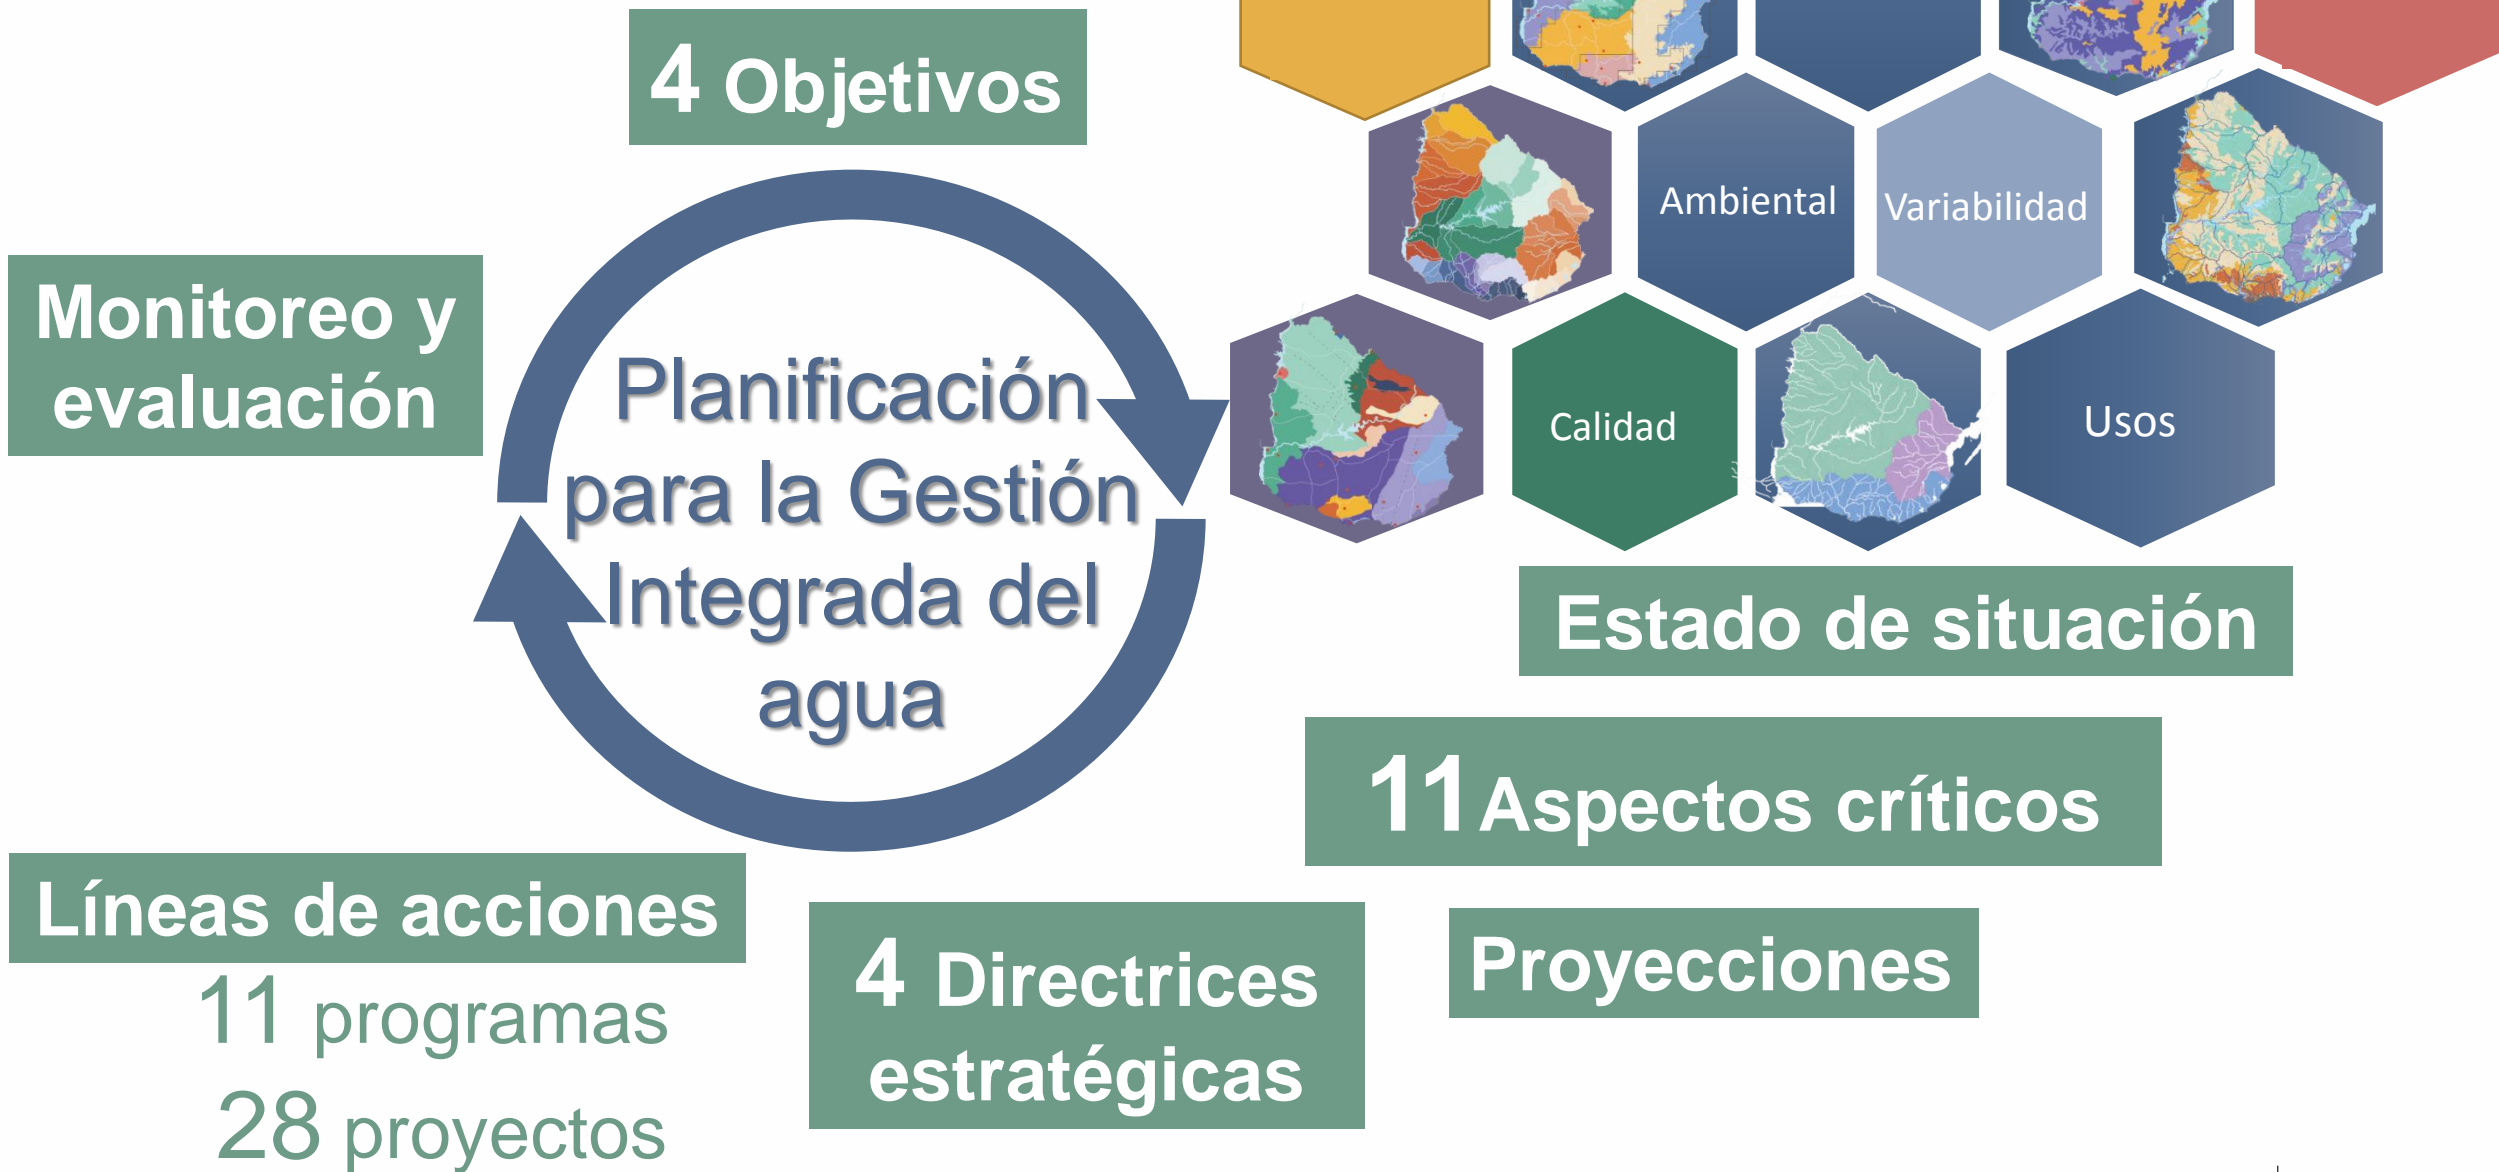 4 Objetivos
Monitoreo y
evaluación
Planificación
para la Gestión
Integrada del
agua
Ambiental
Variabilidad
Calidad
Usos
Estado de situación
11 Aspectos críticos
Proyecciones
4 Directrices
estratégicas
Líneas de acciones
11 programas
28 proyectos